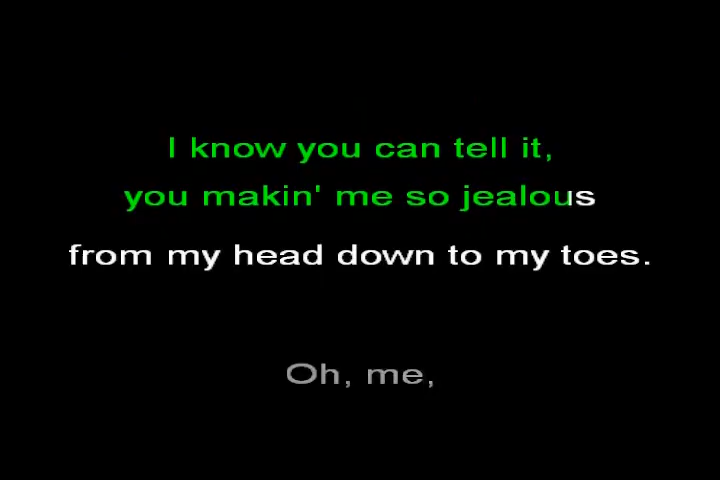 I know you can tell it,
you makin' me so jealous
from my head down to my toes.
Oh, me,